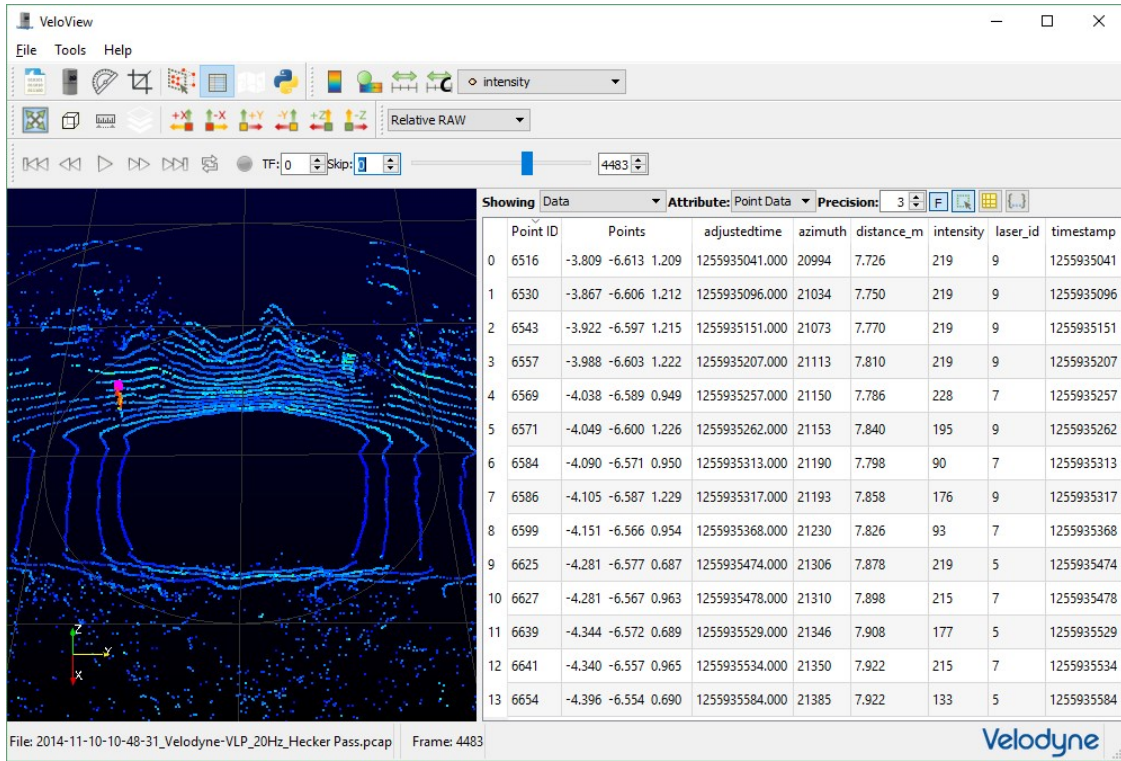 VeloView
File Tools Help
intensity
+X -X +Y -Y +Z -Z Relative RAW
TF: 0 Skip: 0 4483
Showing Data Attribute: Point Data Precision: 3 F {...}
Point ID Points adjustedtime azimuth distance_m intensity laser_id timestamp
0 6516 -3.809 -6.613 1.209 1255935041.000 20994 7.726 219 9 1255935041
1 6530 -3.867 -6.606 1.212 1255935096.000 21034 7.750 219 9 1255935096
2 6543 -3.922 -6.597 1.215 1255935151.000 21073 7.770 219 9 1255935151
3 6557 -3.988 -6.603 1.222 1255935207.000 21113 7.810 219 9 1255935207
4 6569 -4.038 -6.589 0.949 1255935257.000 21150 7.786 228 7 1255935257
5 6571 -4.049 -6.600 1.226 1255935262.000 21153 7.840 195 9 1255935262
6 6584 -4.090 -6.571 0.950 1255935313.000 21190 7.798 90 7 1255935313
7 6586 -4.105 -6.587 1.229 1255935317.000 21193 7.858 176 9 1255935317
8 6599 -4.151 -6.566 0.954 1255935368.000 21230 7.826 93 7 1255935368
9 6625 -4.281 -6.577 0.687 1255935474.000 21306 7.878 219 5 1255935474
10 6627 -4.281 -6.567 0.963 1255935478.000 21310 7.898 215 7 1255935478
11 6639 -4.344 -6.572 0.689 1255935529.000 21346 7.908 177 5 1255935529
12 6641 -4.340 -6.557 0.965 1255935534.000 21350 7.922 215 7 1255935534
13 6654 -4.396 -6.554 0.690 1255935584.000 21385 7.922 133 5 1255935584
Z
Y
X
File: 2014-11-10-10-48-31_Velodyne-VLP_20Hz_Hecker Pass.pcap Frame: 4483
Velodyne